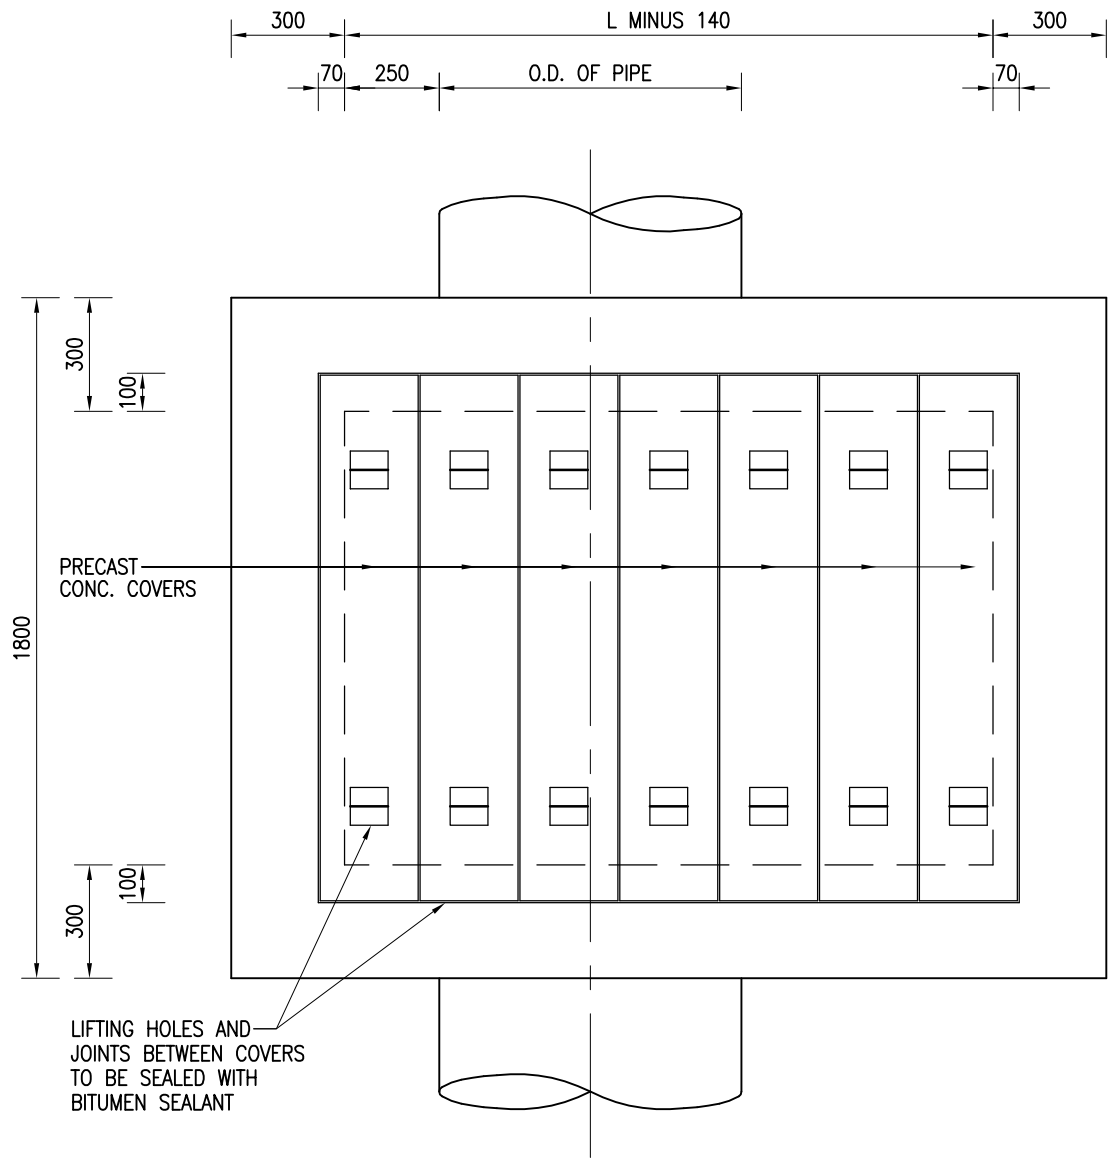 300
L MINUS 140
300
70
250
O.D. OF PIPE
70
300
100
PRECAST
CONC. COVERS
1800
100
300
LIFTING HOLES AND
JOINTS BETWEEN COVERS
TO BE SEALED WITH
BITUMEN SEALANT